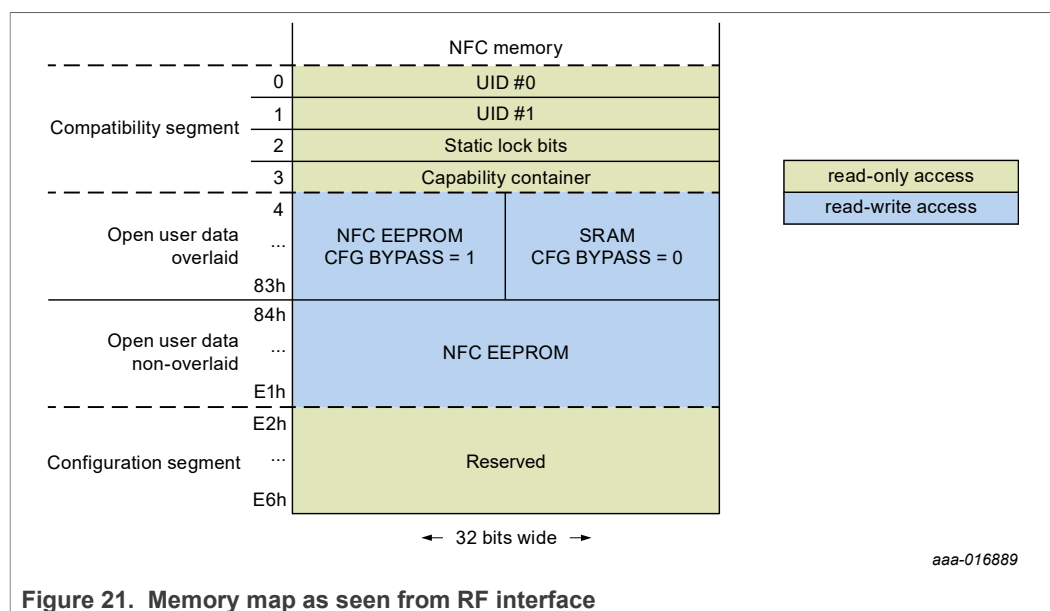 NFC memory
0
UID #0
1
UID #1
Compatibility segment
2
Static lock bits
3
Capability container
read-only access
read-write access
4
Open user data
overlaid
...
NFC EEPROM
CFG BYPASS = 1
SRAM
CFG BYPASS = 0
83h
84h
Open user data
non-overlaid
...
NFC EEPROM
E1h
E2h
Configuration segment
...
Reserved
E6h
← 32 bits wide →
aaa-016889
Figure 21. Memory map as seen from RF interface